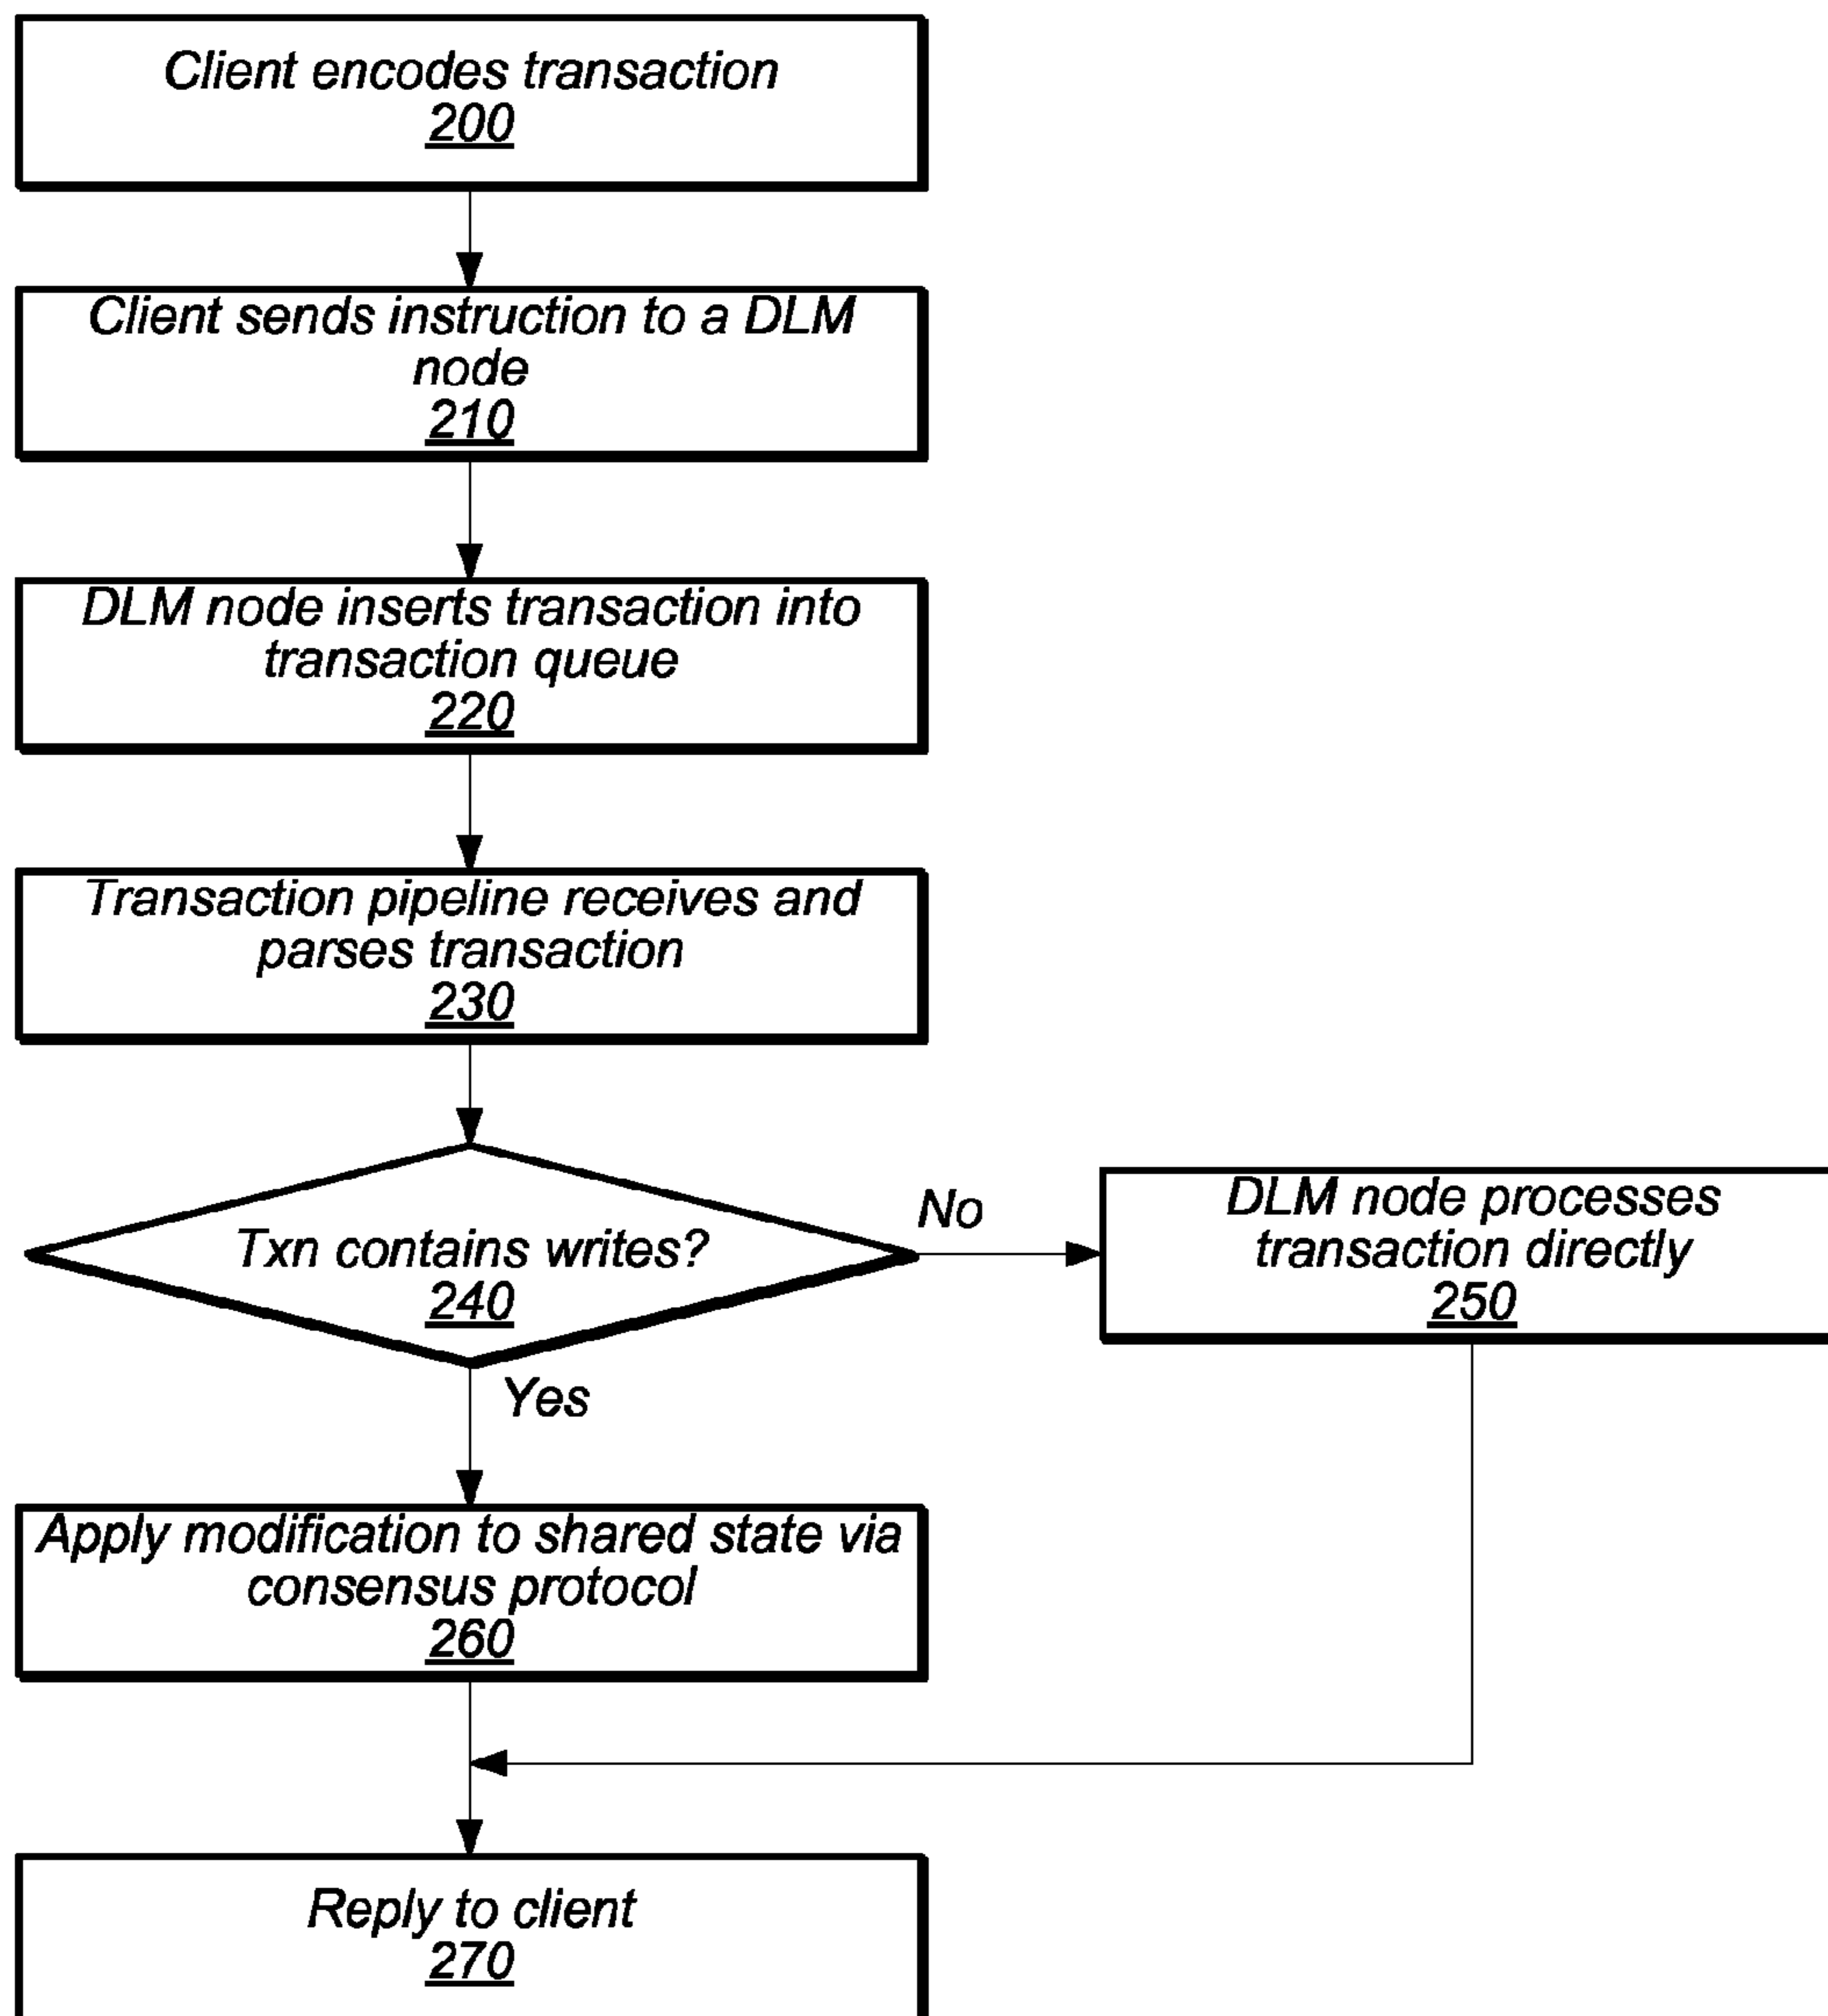 Client encodes transaction
200
Client sends instruction to a DLM
node
210
DLM node inserts transaction into
transaction queue
220
Transaction pipeline receives and
parses transaction
230
Txn contains writes?
240
No
DLM node processes
transaction directly
250
Yes
Apply modification to shared state via
consensus protocol
260
Reply to client
270